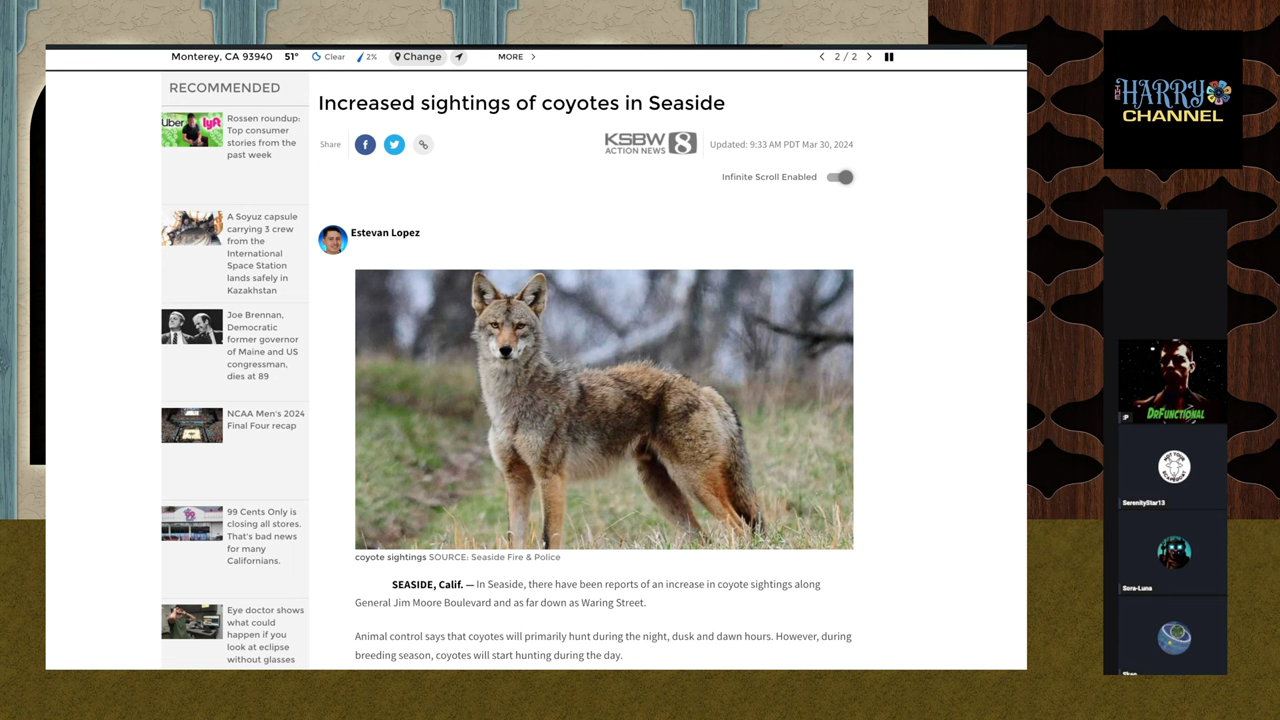 Monterey, CA 93940 51° Clear 2% Change MORE 2 / 2
RECOMMENDED
Rossen roundup:
Top consumer
stories from the
past week
A Soyuz capsule
carrying 3 crew
from the
International
Space Station
lands safely in
Kazakhstan
Joe Brennan,
Democratic
former governor
of Maine and US
congressman,
dies at 89
NCAA Men's 2024
Final Four recap
99 Cents Only is
closing all stores.
That's bad news
for many
Californians.
Eye doctor shows
what could
happen if you
look at eclipse
without glasses
Uber lyft
99
Increased sightings of coyotes in Seaside
Share
KSBW 8
ACTION NEWS
Updated: 9:33 AM PDT Mar 30, 2024
Infinite Scroll Enabled
Estevan Lopez
coyote sightings SOURCE: Seaside Fire & Police
SEASIDE, Calif. — In Seaside, there have been reports of an increase in coyote sightings along
General Jim Moore Boulevard and as far down as Waring Street.
Animal control says that coyotes will primarily hunt during the night, dusk and dawn hours. However, during
breeding season, coyotes will start hunting during the day.
THE HARRY
CHANNEL
DRFUNCTIONAL
:P
NOT YOUR
SCAPEGOAT
SerenityStar13
Sora-Luna